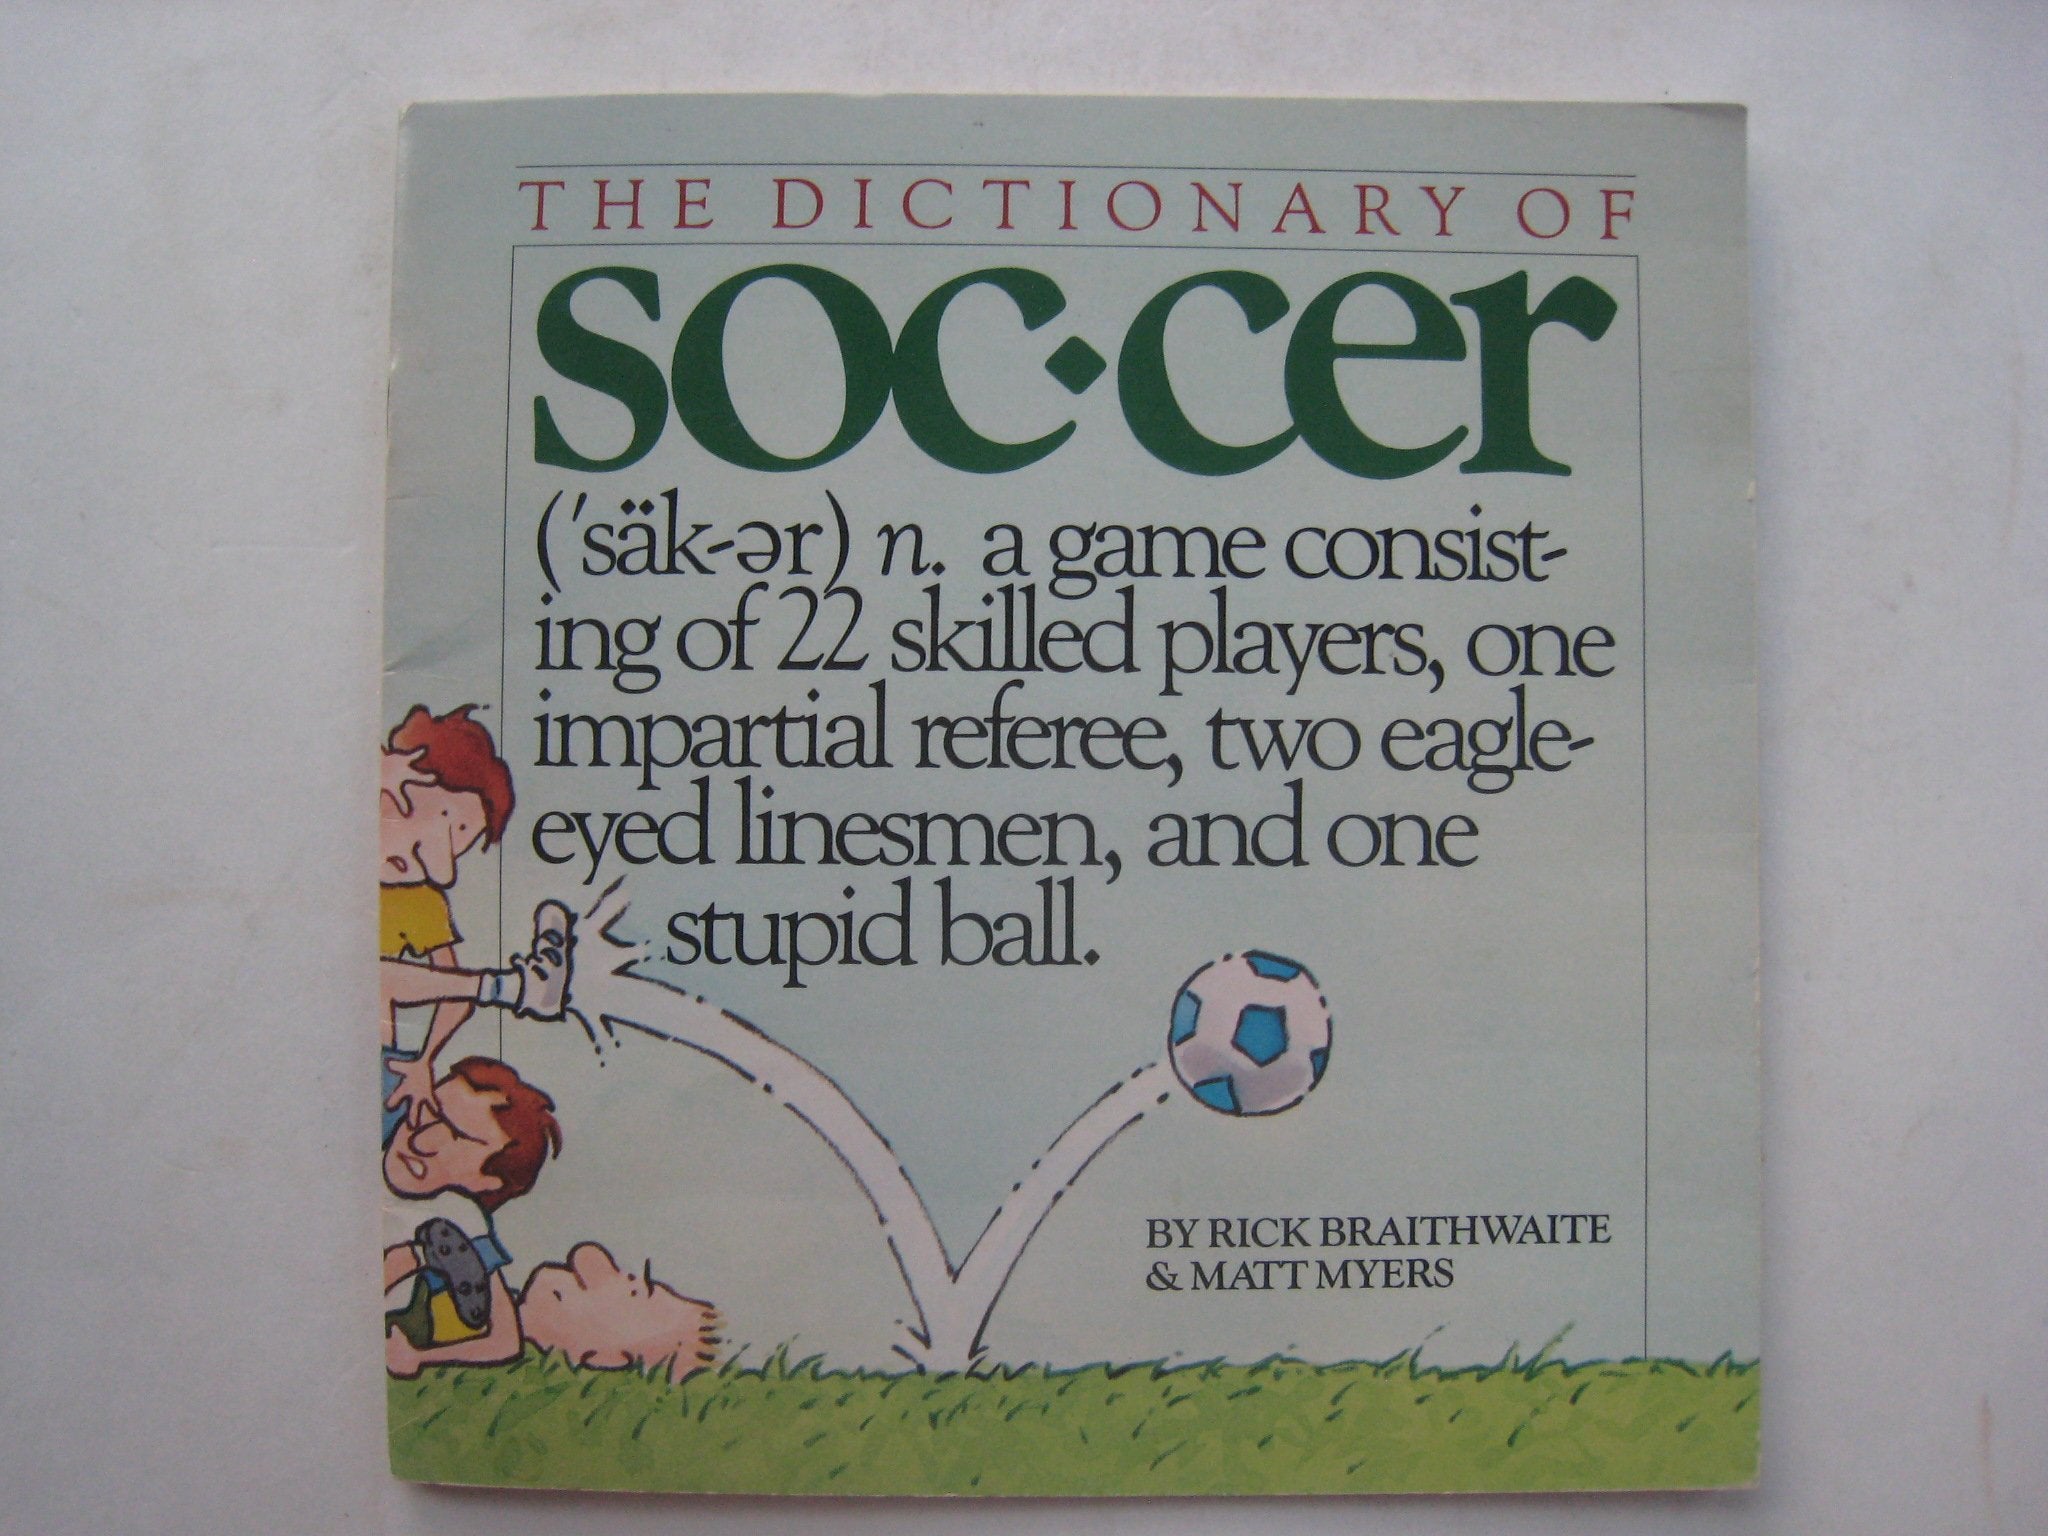 THE DICTIONARY OF
soc·cer
('säk-ər) n. a game consist-
ing of 22 skilled players, one
impartial referee, two eagle-
eyed linesmen, and one
stupid ball.
BY RICK BRAITHWAITE
& MATT MYERS